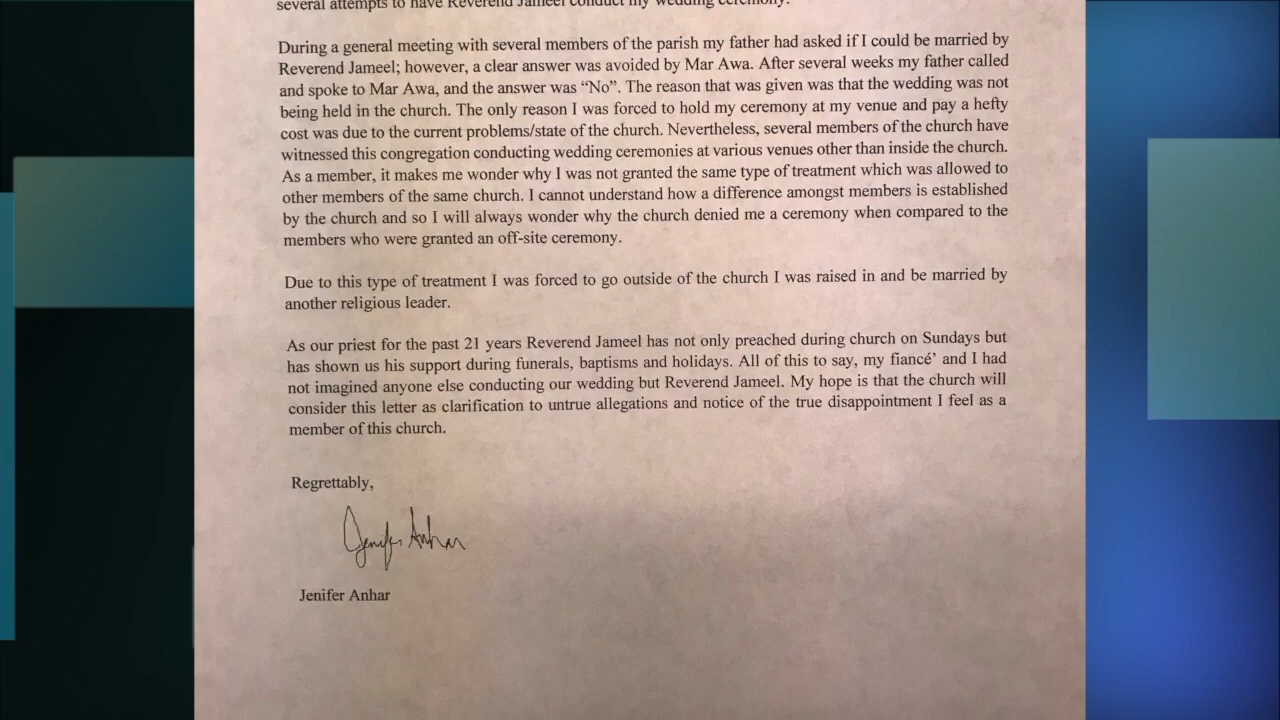 several attempts to have Reverend Jameel conduct my wedding ceremony.
During a general meeting with several members of the parish my father had asked if I could be married by
Reverend Jameel; however, a clear answer was avoided by Mar Awa. After several weeks my father called
and spoke to Mar Awa, and the answer was “No”. The reason that was given was that the wedding was not
being held in the church. The only reason I was forced to hold my ceremony at my venue and pay a hefty
cost was due to the current problems/state of the church. Nevertheless, several members of the church have
witnessed this congregation conducting wedding ceremonies at various venues other than inside the church.
As a member, it makes me wonder why I was not granted the same type of treatment which was allowed to
other members of the same church. I cannot understand how a difference amongst members is established
by the church and so I will always wonder why the church denied me a ceremony when compared to the
members who were granted an off-site ceremony.
Due to this type of treatment I was forced to go outside of the church I was raised in and be married by
another religious leader.
As our priest for the past 21 years Reverend Jameel has not only preached during church on Sundays but
has shown us his support during funerals, baptisms and holidays. All of this to say, my fiancé’ and I had
not imagined anyone else conducting our wedding but Reverend Jameel. My hope is that the church will
consider this letter as clarification to untrue allegations and notice of the true disappointment I feel as a
member of this church.
Regrettably,
Jenifer Anhar
Jenifer Anhar